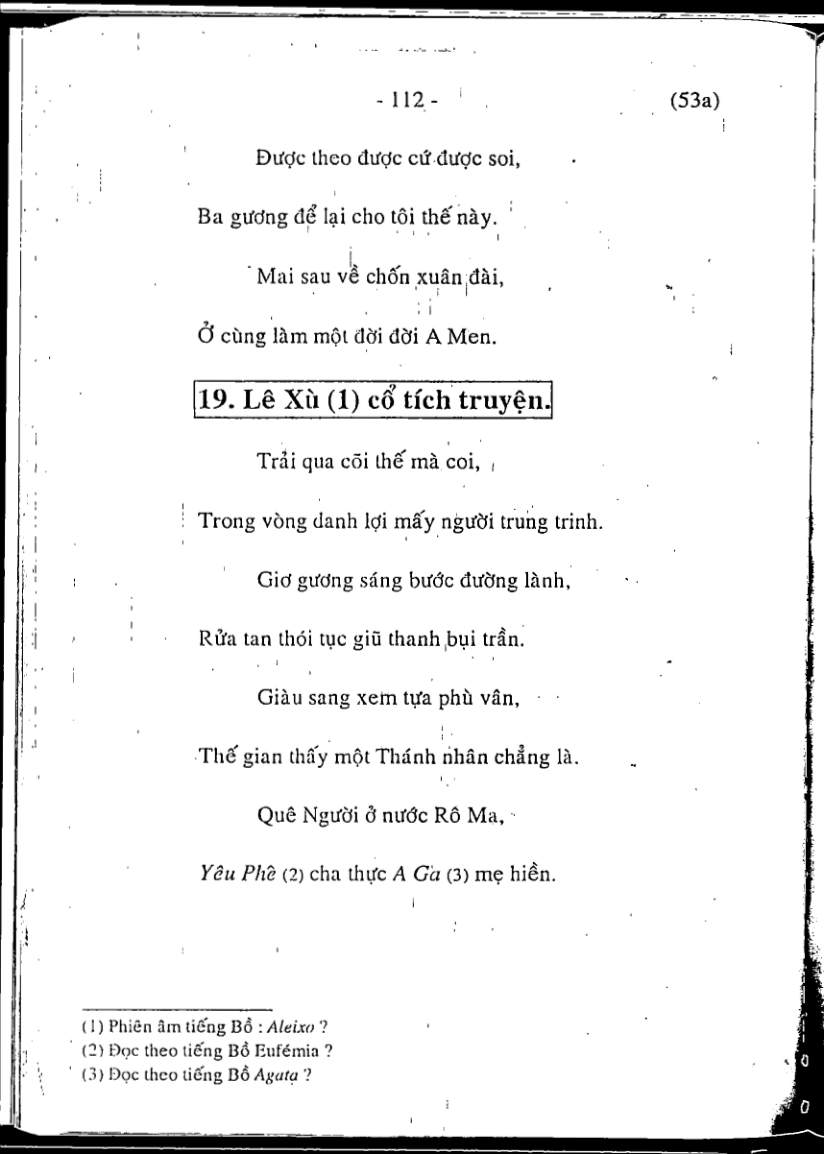 - 112 - (53a)
Được theo được cứ được soi,
Ba gương để lại cho tôi thế này.
Mai sau về chốn xuân đài,
Ở cùng làm một đời đời A Men.
19. Lê Xù (1) cổ tích truyện.
Trải qua cõi thế mà coi,
Trong vòng danh lợi mấy người trung trinh.
Giơ gương sáng bước đường lành,
Rửa tan thói tục giũ thanh bụi trần.
Giàu sang xem tựa phù vân,
Thế gian thấy một Thánh nhân chẳng là.
Quê Người ở nước Rô Ma,
Yêu Phê (2) cha thực A Ga (3) mẹ hiền.
(1) Phiên âm tiếng Bồ : Aleixo ?
(2) Đọc theo tiếng Bồ Eufémia ?
(3) Đọc theo tiếng Bồ Agata ?